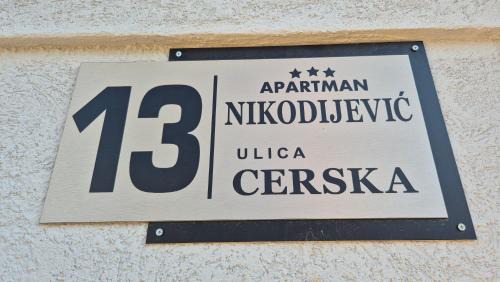 13
★★★
APARTMAN
NIKODIJEVIĆ
ULICA
CERSKA